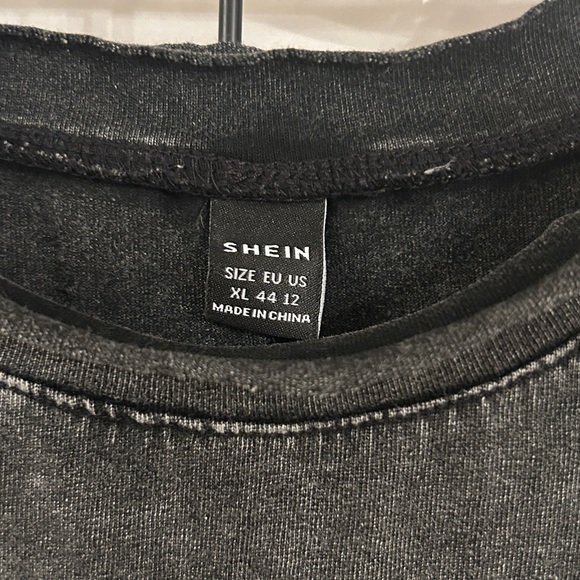 SHEIN
SIZE EU US
XL 44 12
MADE IN CHINA